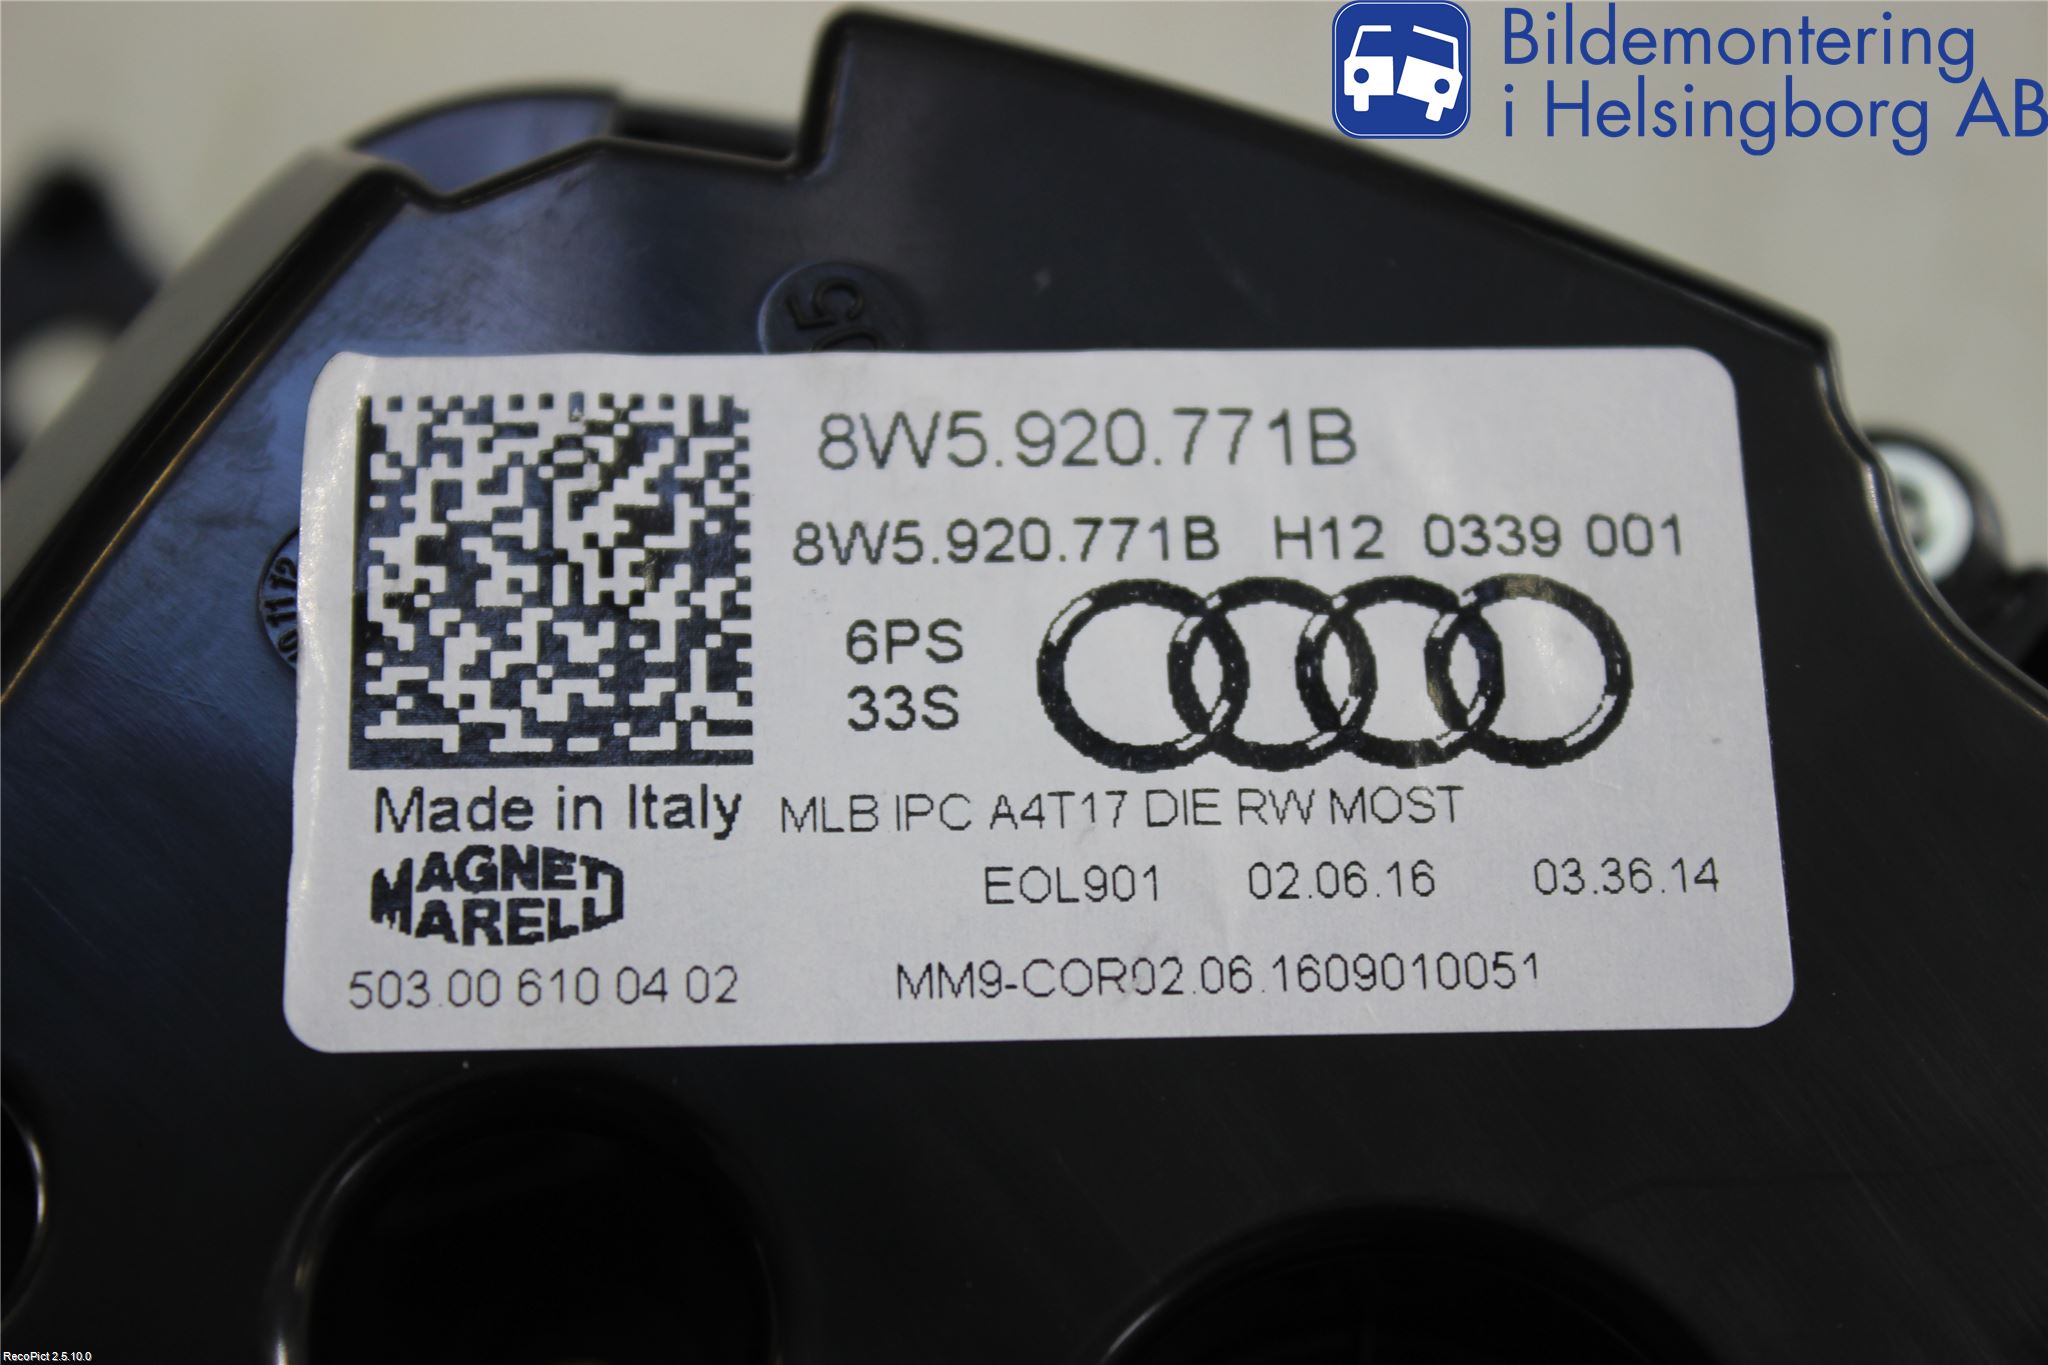 Bildemontering
i Helsingborg AB
8W5.920.771B
8W5.920.771B H12 0339 001
6PS
33S
Made in Italy
MLB IPC A4T17 DIE RW MOST
MAGNETI
MARELLI
EOL901 02.06.16 03.36.14
503.00 610 04 02
MM9-COR02.06.1609010051
RecoPict 2.5.10.0